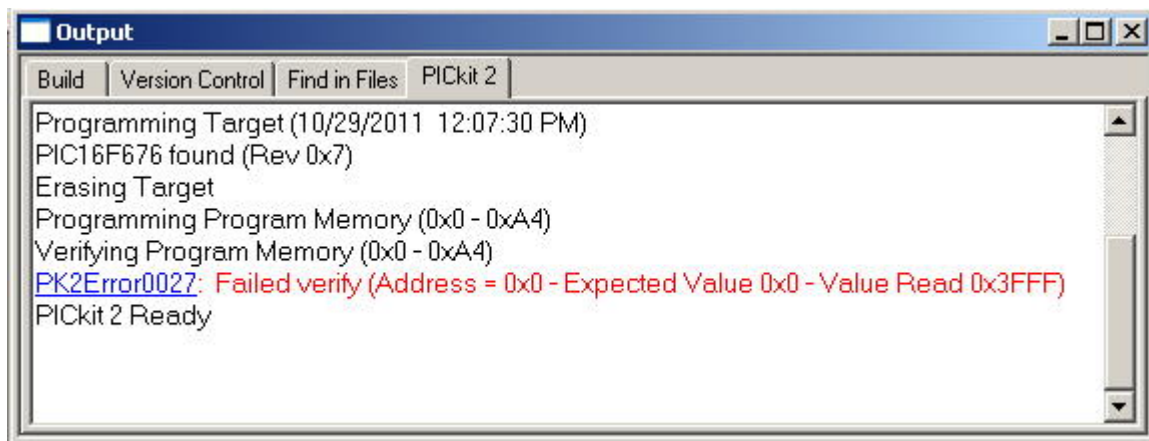 Output
Build Version Control Find in Files PICkit 2
Programming Target (10/29/2011 12:07:30 PM)
PIC16F676 found (Rev 0x7)
Erasing Target
Programming Program Memory (0x0 - 0xA4)
Verifying Program Memory (0x0 - 0xA4)
PK2Error0027: Failed verify (Address = 0x0 - Expected Value 0x0 - Value Read 0x3FFF)
PICkit 2 Ready